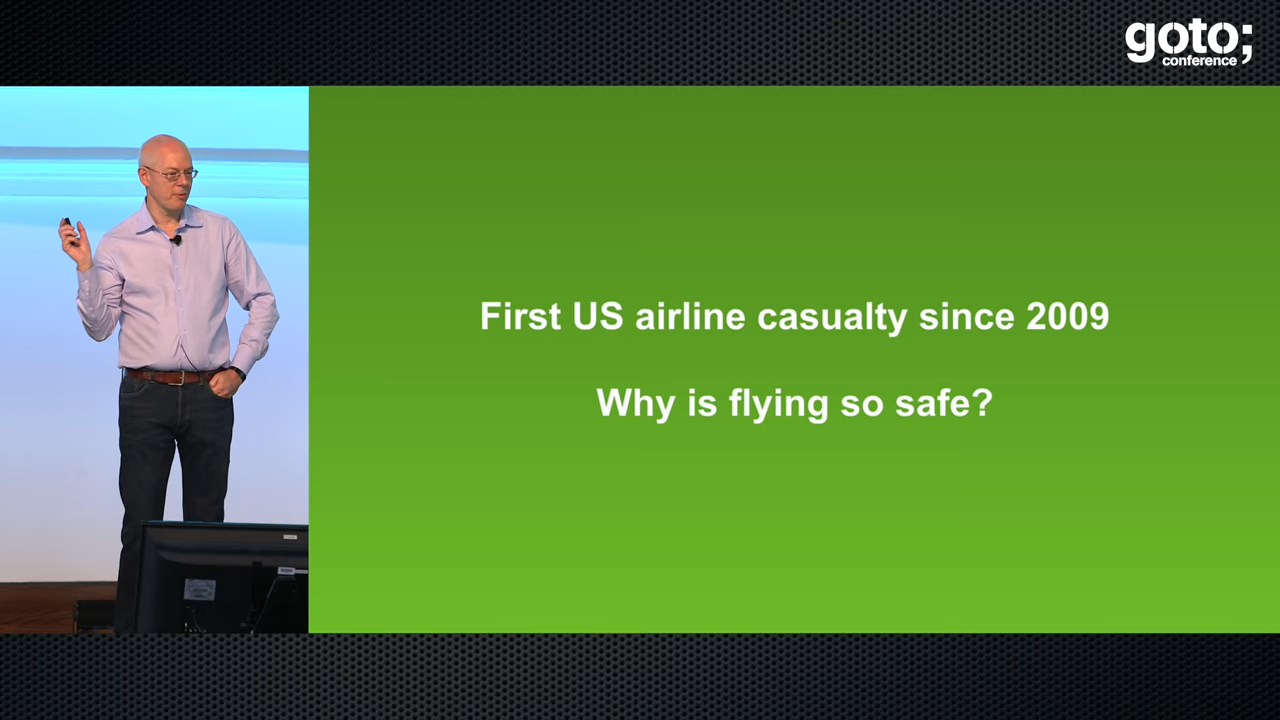 goto;
conference
First US airline casualty since 2009
Why is flying so safe?